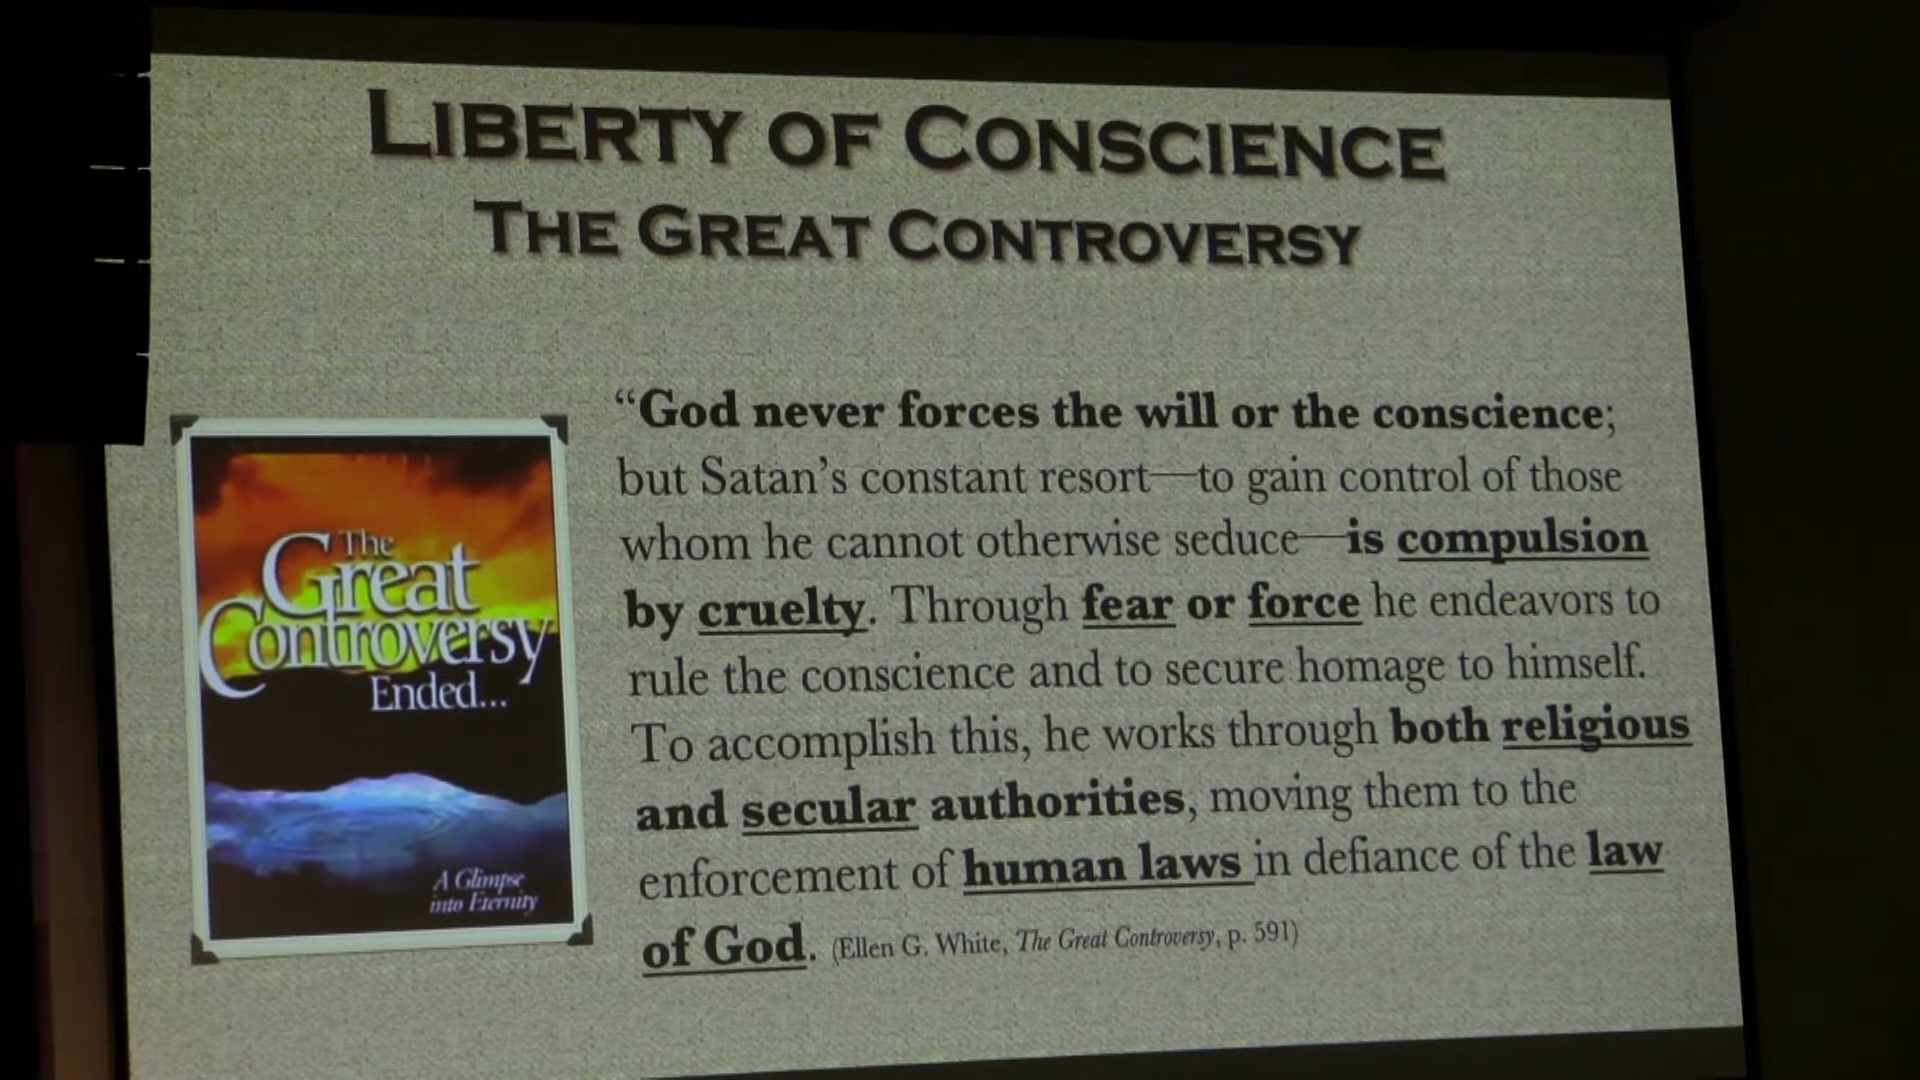 LIBERTY OF CONSCIENCE
THE GREAT CONTROVERSY
The
Great
Controversy
Ended...
A Glimpse
into Eternity
“God never forces the will or the conscience;
but Satan’s constant resort—to gain control of those
whom he cannot otherwise seduce—is compulsion
by cruelty. Through fear or force he endeavors to
rule the conscience and to secure homage to himself.
To accomplish this, he works through both religious
and secular authorities, moving them to the
enforcement of human laws in defiance of the law
of God. (Ellen G. White, The Great Controversy, p. 591)